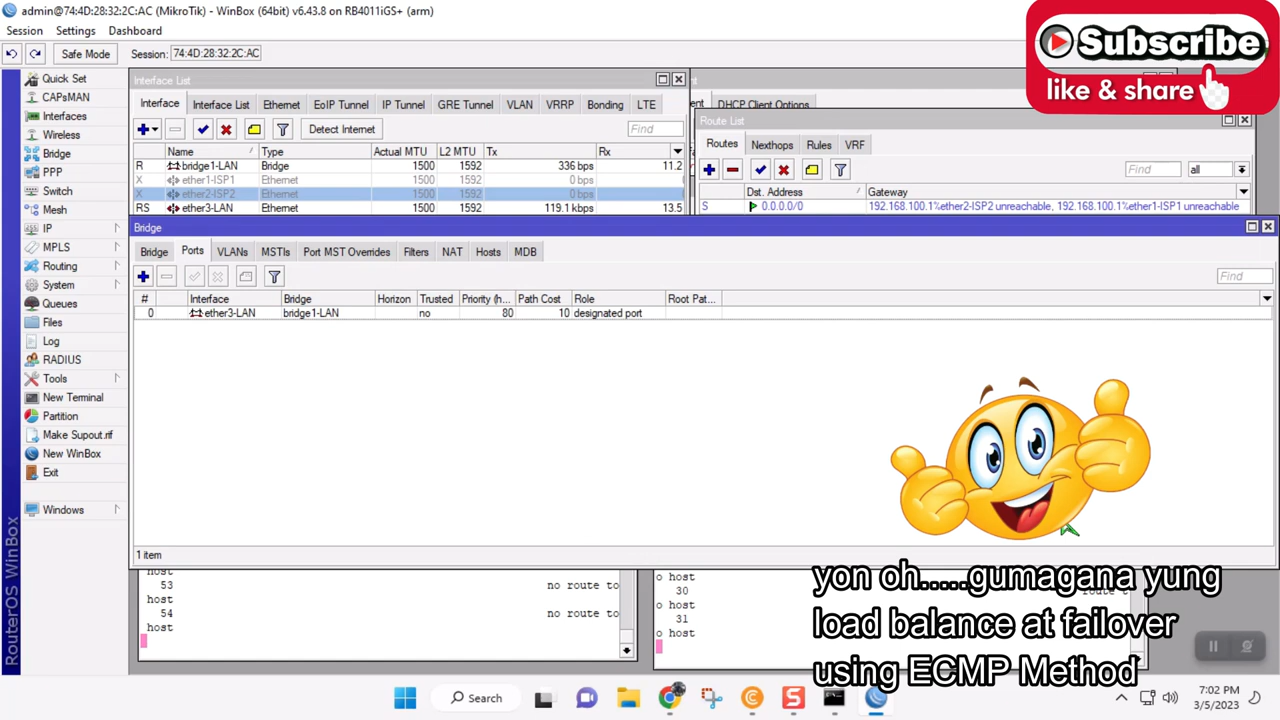 admin@74:4D:28:32:2C:AC (MikroTik) - WinBox (64bit) v6.43.8 on RB4011iGS+ (arm)
Session Settings Dashboard
Safe Mode Session: 74:4D:28:32:2C:AC
Subscribe
like & share
Quick Set
CAPsMAN
Interfaces
Wireless
Bridge
PPP
Switch
Mesh
IP
MPLS
Routing
System
Queues
Files
Log
RADIUS
Tools
New Terminal
Partition
Make Supout.rif
New WinBox
Exit
Windows
RouterOS WinBox
Interface List
Interface Interface List Ethernet EoIP Tunnel IP Tunnel GRE Tunnel VLAN VRRP Bonding LTE
Detect Internet Find
Name Type Actual MTU L2 MTU Tx Rx
R bridge1-LAN Bridge 1500 1592 336 bps 11.2
X ether1-ISP1 Ethernet 1500 1592 0 bps
X ether2-ISP2 Ethernet 1500 1592 0 bps
RS ether3-LAN Ethernet 1500 1592 119.1 kbps 13.5
DHCP Client Options
Route List
Routes Nexthops Rules VRF
Find all
Dst. Address Gateway
S 0.0.0.0/0 192.168.100.1%ether2-ISP2 unreachable, 192.168.100.1%ether1-ISP1 unreachable
Bridge
Bridge Ports VLANs MSTIs Port MST Overrides Filters NAT Hosts MDB
Find
# Interface Bridge Horizon Trusted Priority (h... Path Cost Role Root Pat...
0 ether3-LAN bridge1-LAN no 80 10 designated port
1 item
host
53 no route to
host
54 no route to
host
o host
30
o host
31
o host
yon oh.....gumagana yung
load balance at failover
using ECMP Method
Search
7:02 PM
3/5/2023